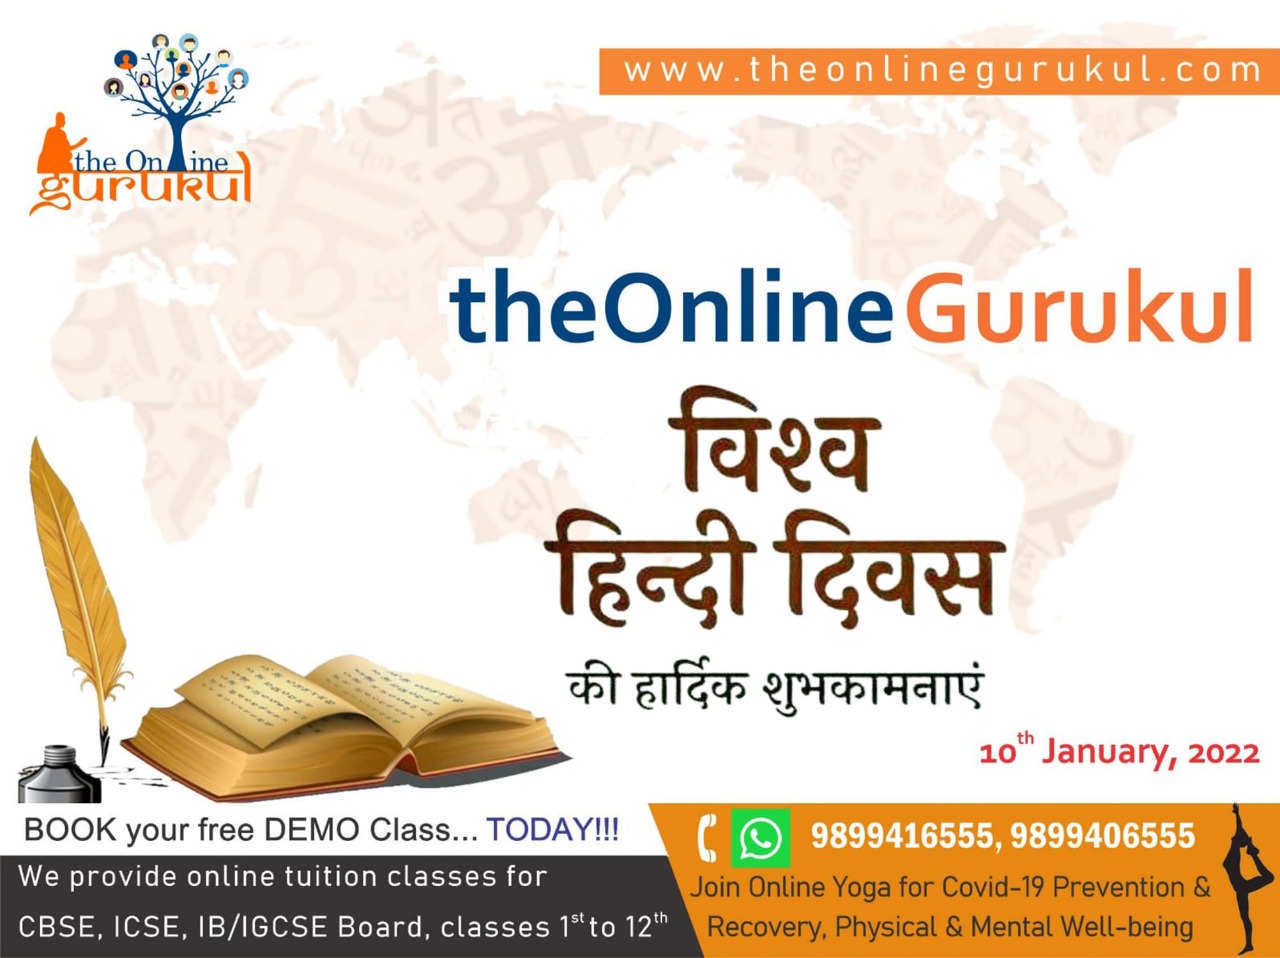 www.theonlinegurukul.com
the Online
gurukul
theOnlineGurukul
विश्व
हिन्दी दिवस
की हार्दिक शुभकामनाएं
10th January, 2022
BOOK your free DEMO Class... TODAY!!!
We provide online tuition classes for
CBSE, ICSE, IB/IGCSE Board, classes 1st to 12th
9899416555, 9899406555
Join Online Yoga for Covid-19 Prevention &
Recovery, Physical & Mental Well-being